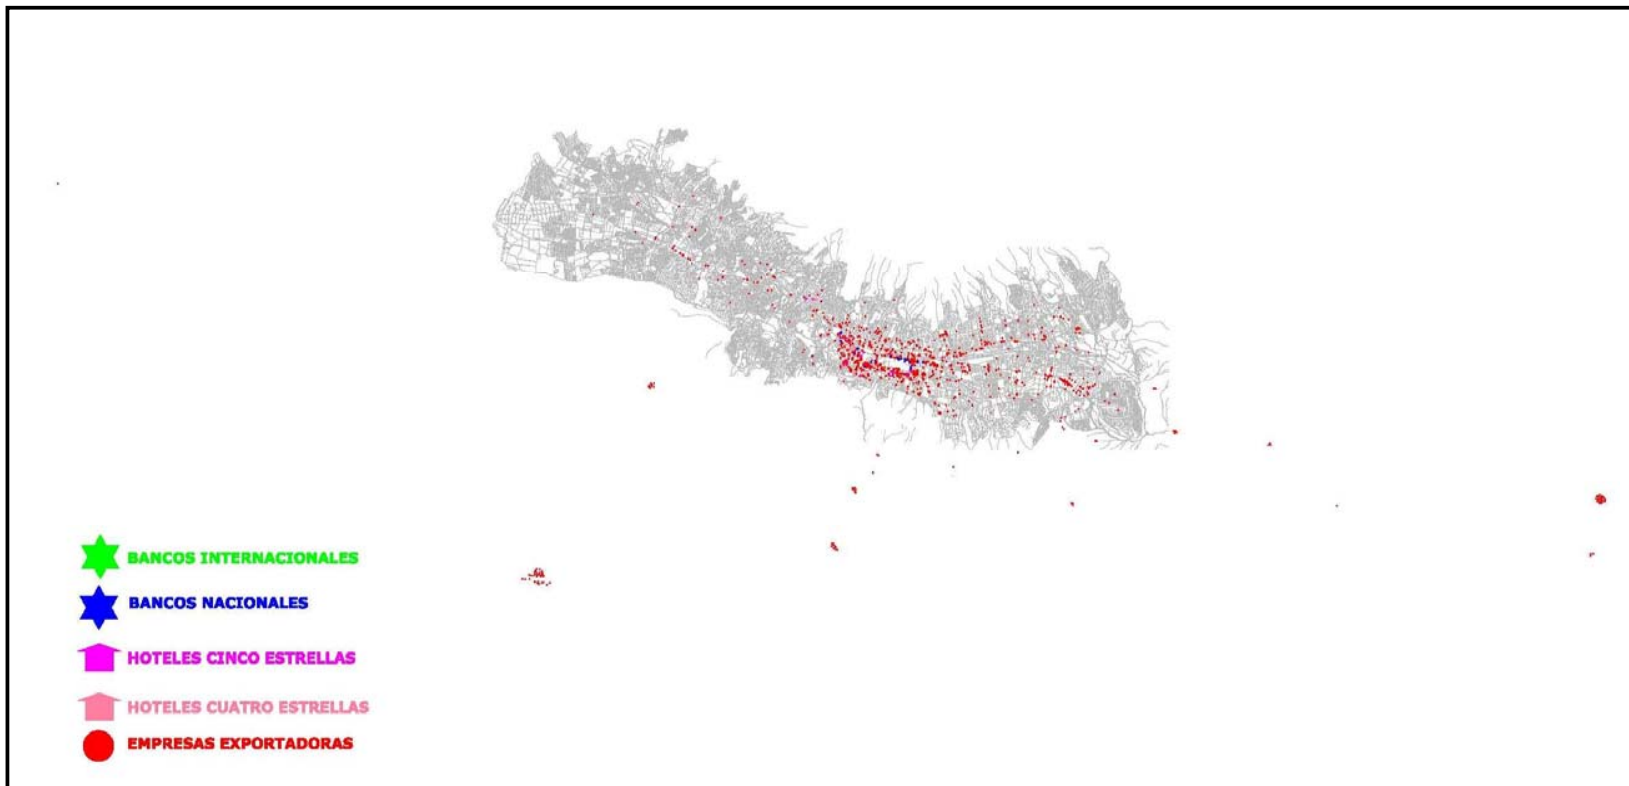 BANCOS INTERNACIONALES
BANCOS NACIONALES
HOTELES CINCO ESTRELLAS
HOTELES CUATRO ESTRELLAS
EMPRESAS EXPORTADORAS